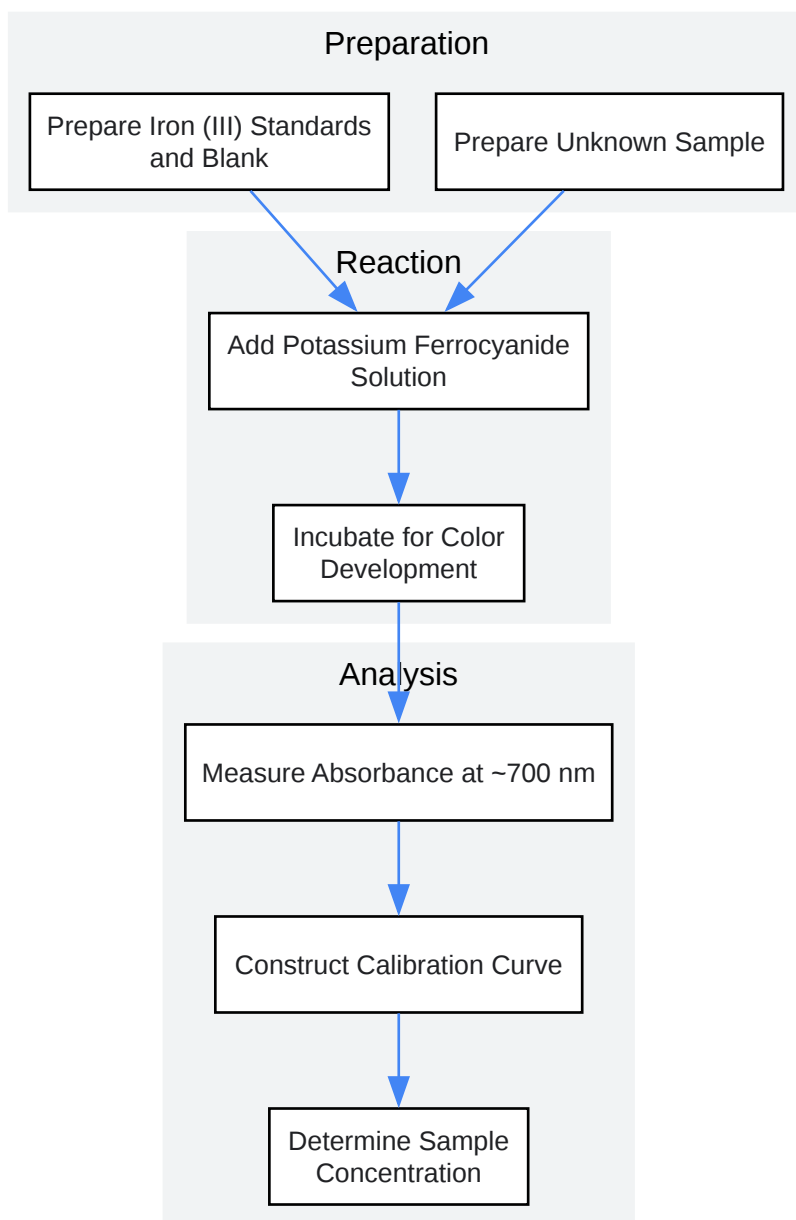 Preparation
Prepare Iron (III) Standards
and Blank
Prepare Unknown Sample
Reaction
Add Potassium Ferrocyanide
Solution
Incubate for Color
Development
Analysis
Measure Absorbance at ~700 nm
Construct Calibration Curve
Determine Sample
Concentration